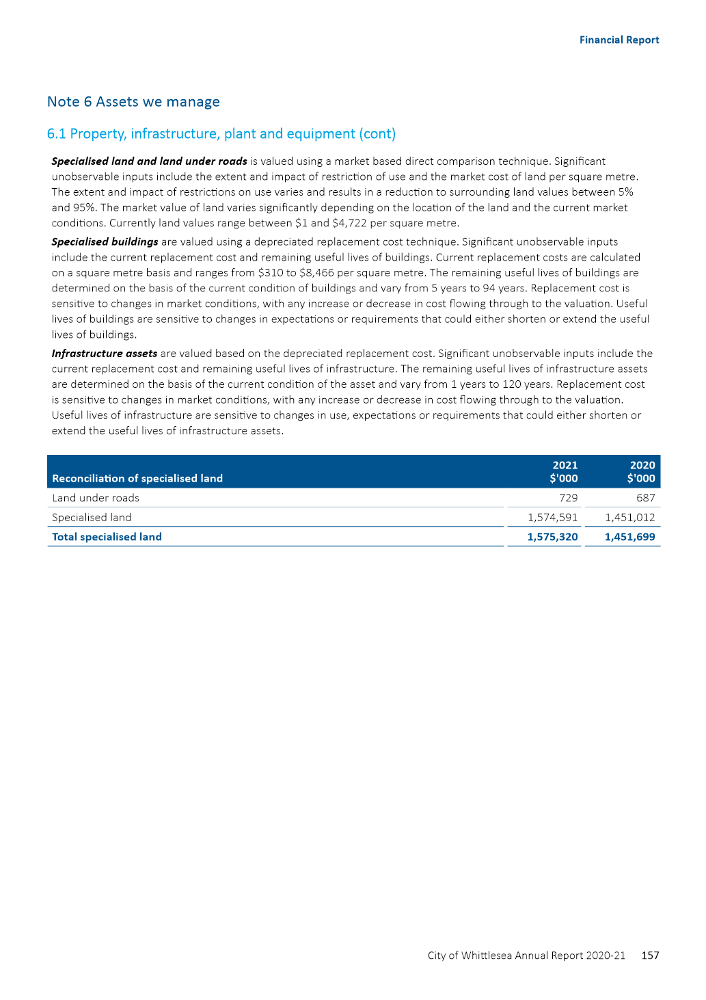 Financial Report
Note 6 Assets we manage
6.1 Property, infrastructure, plant and equipment (cont)
Specialised land and land under roads is valued using a market based direct comparison technique. Significant
unobservable inputs include the extent and impact of restriction of use and the market cost of land per square metre.
The extent and impact of restrictions on use varies and results in a reduction to surrounding land values between 5%
and 95%. The market value of land varies significantly depending on the location of the land and the current market
conditions. Currently land values range between $1 and $4,722 per square metre.
Specialised buildings are valued using a depreciated replacement cost technique. Significant unobservable inputs
include the current replacement cost and remaining useful lives of buildings. Current replacement costs are calculated
on a square metre basis and ranges from $310 to $8,466 per square metre. The remaining useful lives of buildings are
determined on the basis of the current condition of buildings and vary from 5 years to 94 years. Replacement cost is
sensitive to changes in market conditions, with any increase or decrease in cost flowing through to the valuation. Useful
lives of buildings are sensitive to changes in expectations or requirements that could either shorten or extend the useful
lives of buildings.
Infrastructure assets are valued based on the depreciated replacement cost. Significant unobservable inputs include the
current replacement cost and remaining useful lives of infrastructure. The remaining useful lives of infrastructure assets
are determined on the basis of the current condition of the asset and vary from 1 years to 120 years. Replacement cost
is sensitive to changes in market conditions, with any increase or decrease in cost flowing through to the valuation.
Useful lives of infrastructure are sensitive to changes in use, expectations or requirements that could either shorten or
extend the useful lives of infrastructure assets.
2021 2020
Reconciliation of specialised land $'000 $'000
Land under roads 729 687
Specialised land 1,574,591 1,451,012
Total specialised land 1,575,320 1,451,699
City of Whittlesea Annual Report 2020-21 157